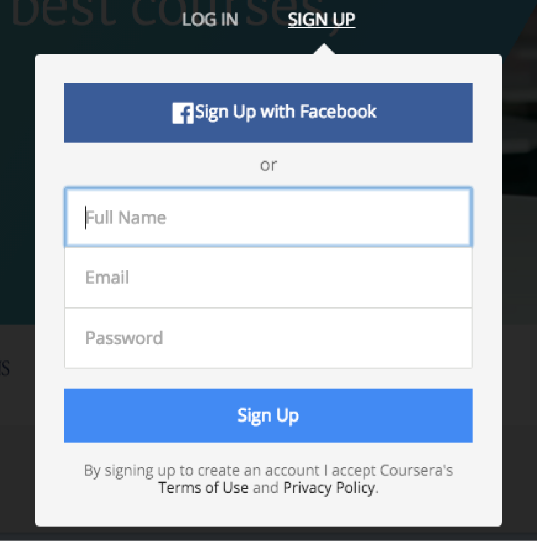 best courses,
LOG IN SIGN UP
Sign Up with Facebook
or
Full Name
Email
Password
Sign Up
By signing up to create an account I accept Coursera's
Terms of Use and Privacy Policy.